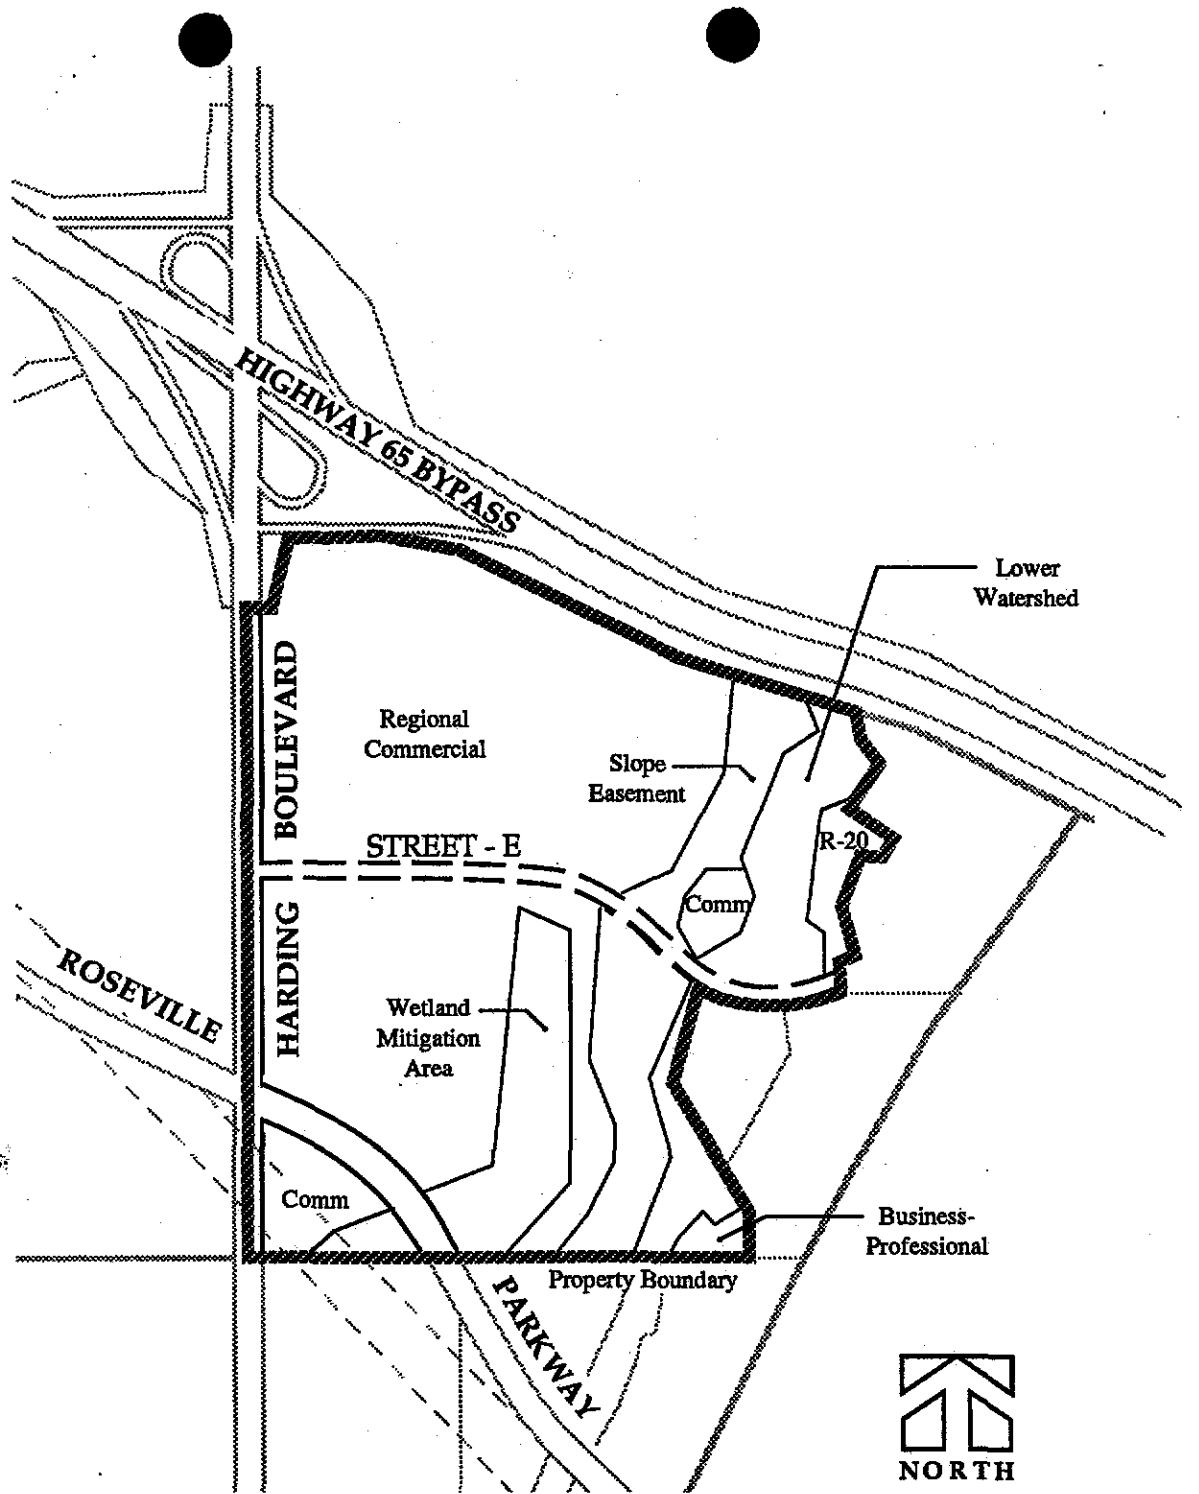 HIGHWAY 65 BYPASS
Lower
Watershed
BOULEVARD
Regional
Commercial
Slope
Easement
STREET - E
R-20
Comm
HARDING
ROSEVILLE
Wetland
Mitigation
Area
Comm
Business-
Professional
Property Boundary
PARKWAY
NORTH